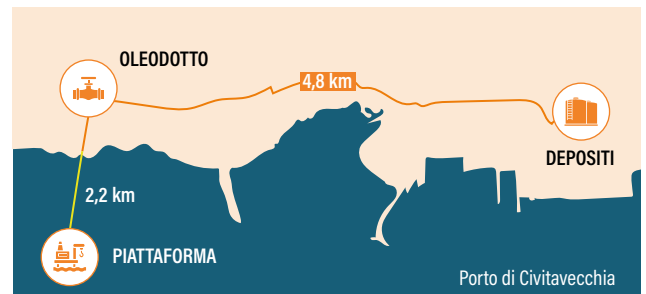 OLEODOTTO
4,8 km
DEPOSITI
2,2 km
PIATTAFORMA
Porto di Civitavecchia